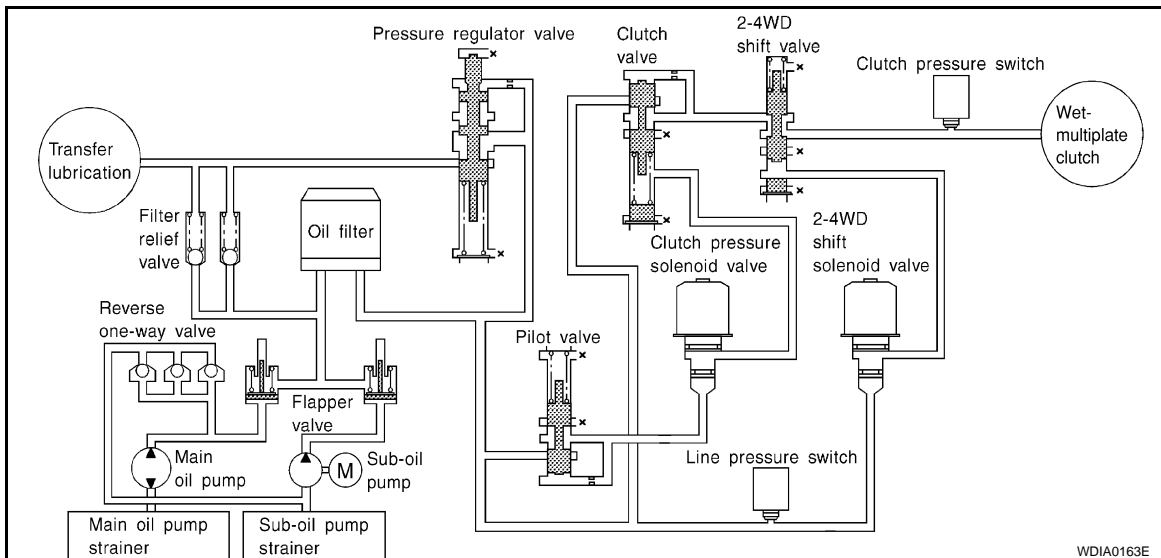 Pressure regulator valve
Clutch
valve
2-4WD
shift valve
Clutch pressure switch
Transfer
lubrication
Wet-
multiplate
clutch
Filter
relief
valve
Oil filter
Clutch pressure
solenoid valve
2-4WD
shift
solenoid valve
Reverse
one-way valve
Pilot valve
Flapper
valve
Main
oil pump
M
Sub-oil
pump
Line pressure switch
Main oil pump
strainer
Sub-oil pump
strainer
WDIA0163E